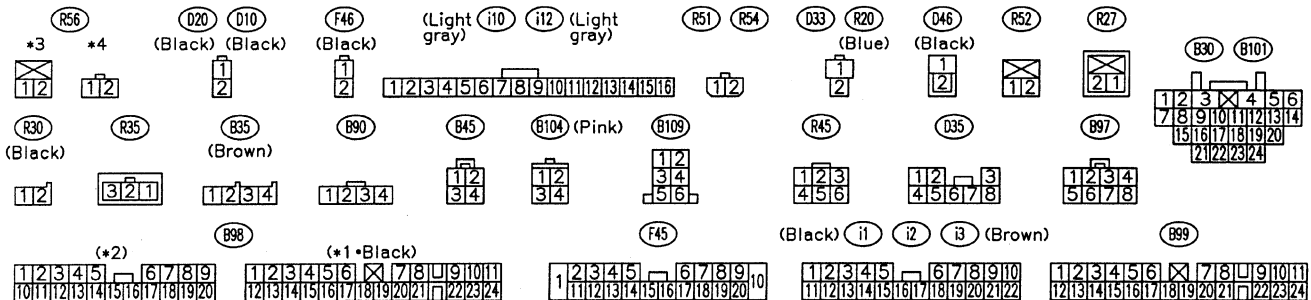 R56 D20 D10 F46 (Light gray) i10 i12 (Light gray) R51 R54 D33 R20 D46 R52 R27 B30 B101
*3 *4 (Black) (Black) (Black) (Blue) (Black)
1 2
1 2
1
2
1
2
1 2 3 4 5 6 7 8 9 10 11 12 13 14 15 16
1 2
1
2
1
2
1 2
2 1
1 2 3 4 5 6
7 8 9 10 11 12 13 14
15 16 17 18 19 20
21 22 23 24
R30 R35 B35 B90 B45 B104 (Pink) B109 R45 D35 B97
(Black) (Brown)
1 2
3 2 1
1 2 3 4
1 2 3 4
1 2
3 4
1 2
3 4
1 2
3 4
5 6
1 2 3
4 5 6
1 2 3
4 5 6 7 8
1 2 3 4
5 6 7 8
B98 F45 (Black) i1 i2 i3 (Brown) B99
(*2) (*1•Black)
1 2 3 4 5 6 7 8 9
10 11 12 13 14 15 16 17 18 19 20
1 2 3 4 5 6 7 8 9 10 11
12 13 14 15 16 17 18 19 20 21 22 23 24
1 2 3 4 5 6 7 8 9 10
11 12 13 14 15 16 17 18 19 20
1 2 3 4 5 6 7 8 9 10
11 12 13 14 15 16 17 18 19 20 21 22
1 2 3 4 5 6 7 8 9 10 11
12 13 14 15 16 17 18 19 20 21 22 23 24